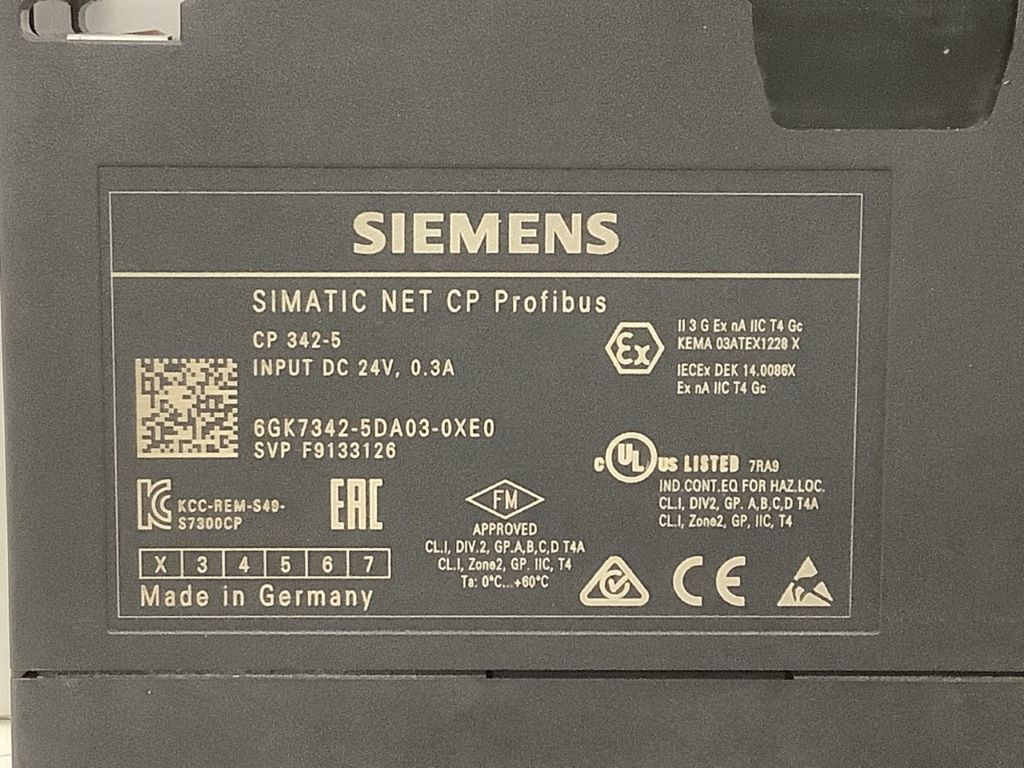 SIEMENS
SIMATIC NET CP Profibus
CP 342-5
INPUT DC 24V, 0.3A
6GK7342-5DA03-0XE0
SVP F9133126
Ex
II 3 G Ex nA IIC T4 Gc
KEMA 03ATEX1228 X
IECEx DEK 14.0086X
Ex nA IIC T4 Gc
c UL us LISTED 7RA9
IND.CONT.EQ FOR HAZ.LOC.
CL.I, DIV2, GP. A,B,C,D T4A
CL.I, Zone2, GP, IIC, T4
KC KCC-REM-S49-
S7300CP
EAC
FM
APPROVED
CL.I, DIV.2, GP.A,B,C,D T4A
CL.I, Zone2, GP. IIC, T4
Ta: 0°C...+60°C
X 3 4 5 6 7
Made in Germany
CE